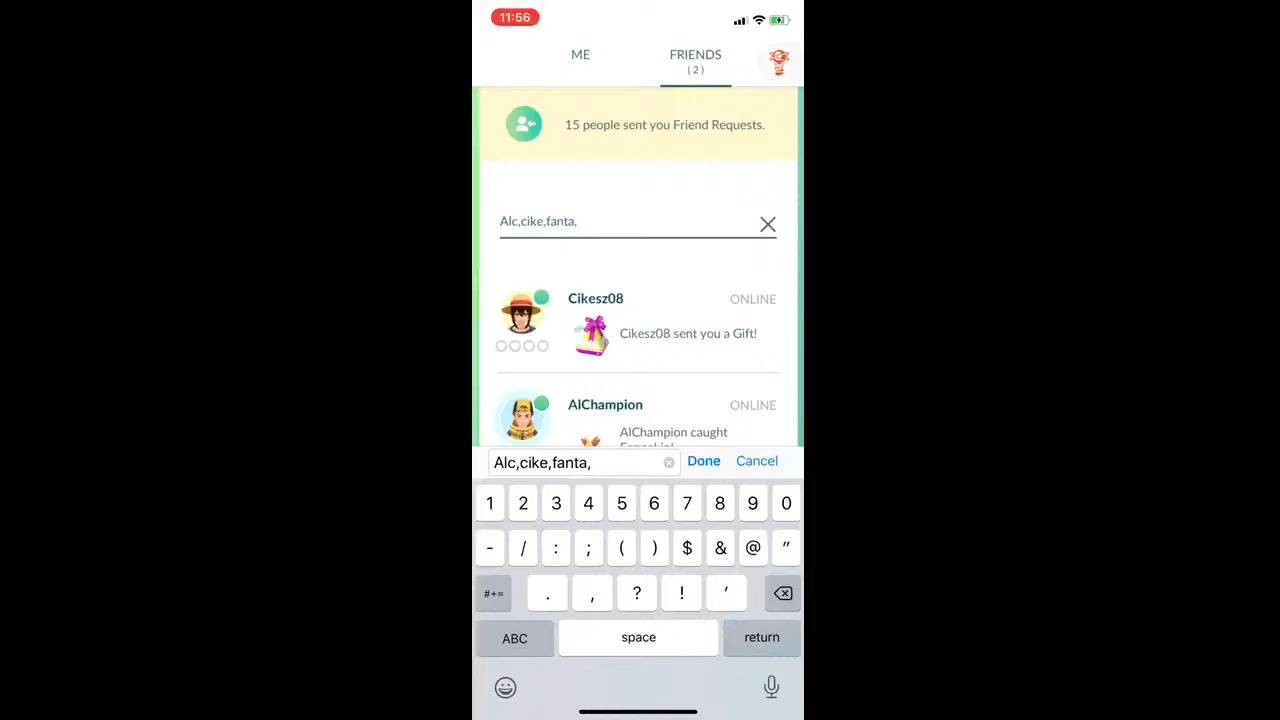 11:56
ME
FRIENDS
(2)
15 people sent you Friend Requests.
Alc,cike,fanta,
Cikesz08
ONLINE
Cikesz08 sent you a Gift!
AlChampion
ONLINE
AlChampion caught
Alc,cike,fanta,
Done
Cancel
1 2 3 4 5 6 7 8 9 0
- / : ; ( ) $ & @ "
#+= . , ? ! '
ABC
space
return